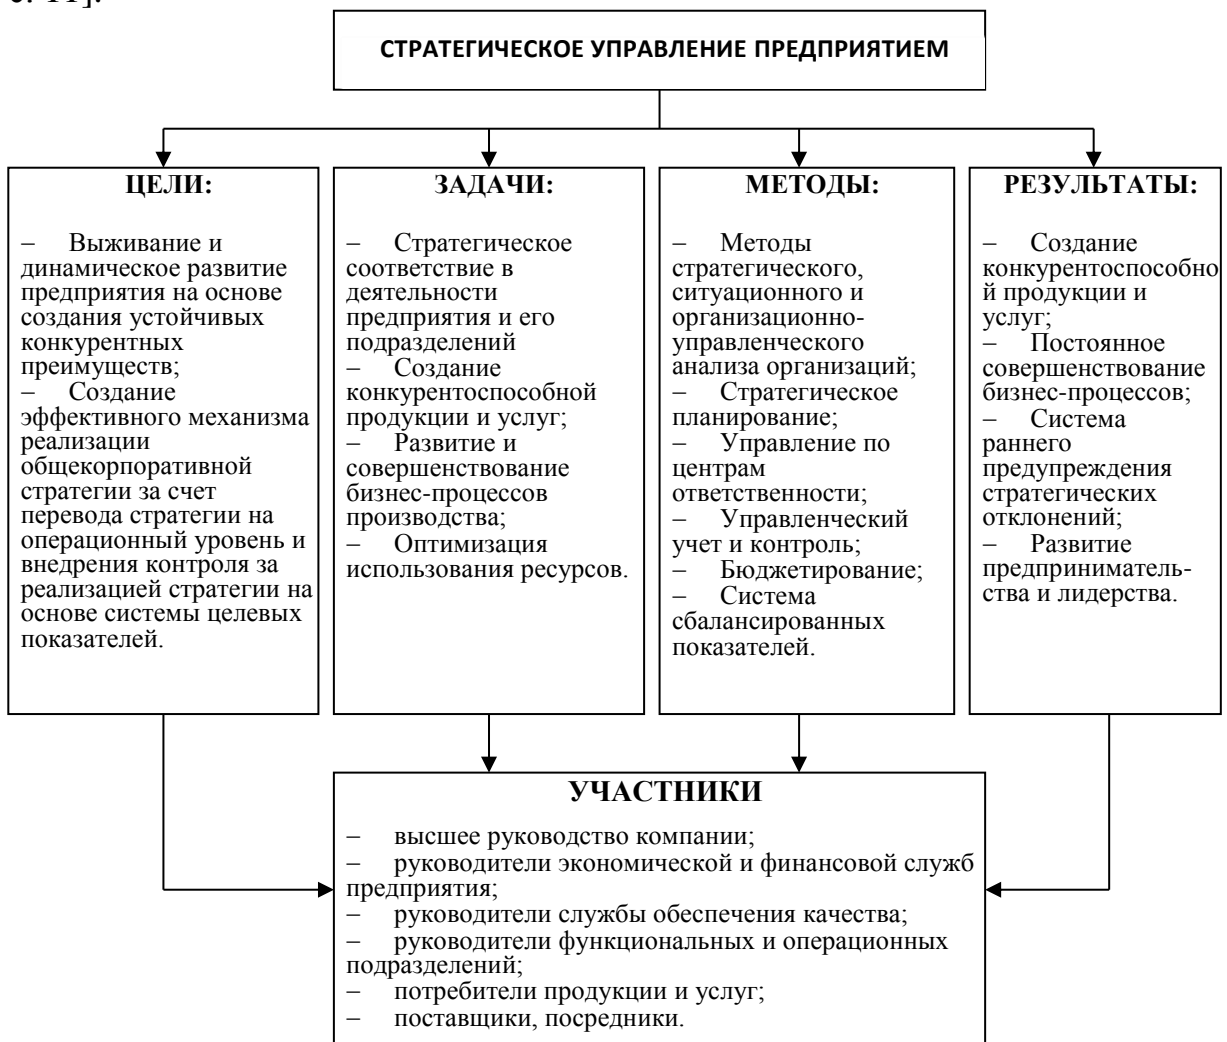 СТРАТЕГИЧЕСКОЕ УПРАВЛЕНИЕ ПРЕДПРИЯТИЕМ
ЦЕЛИ:
– Выживание и
динамическое развитие
предприятия на основе
создания устойчивых
конкурентных
преимуществ;
– Создание
эффективного механизма
реализации
общекорпоративной
стратегии за счет
перевода стратегии на
операционный уровень и
внедрения контроля за
реализацией стратегии на
основе системы целевых
показателей.
ЗАДАЧИ:
– Стратегическое
соответствие в
деятельности
предприятия и его
подразделений
– Создание
конкурентоспособной
продукции и услуг;
– Развитие и
совершенствование
бизнес-процессов
производства;
– Оптимизация
использования ресурсов.
МЕТОДЫ:
– Методы
стратегического,
ситуационного и
организационно-
управленческого
анализа организаций;
– Стратегическое
планирование;
– Управление по
центрам
ответственности;
– Управленческий
учет и контроль;
– Бюджетирование;
– Система
сбалансированных
показателей.
РЕЗУЛЬТАТЫ:
– Создание
конкурентоспособно
й продукции и
услуг;
– Постоянное
совершенствование
бизнес-процессов;
– Система
раннего
предупреждения
стратегических
отклонений;
– Развитие
предприниматель-
ства и лидерства.
УЧАСТНИКИ
– высшее руководство компании;
– руководители экономической и финансовой служб
предприятия;
– руководители службы обеспечения качества;
– руководители функциональных и операционных
подразделений;
– потребители продукции и услуг;
– поставщики, посредники.